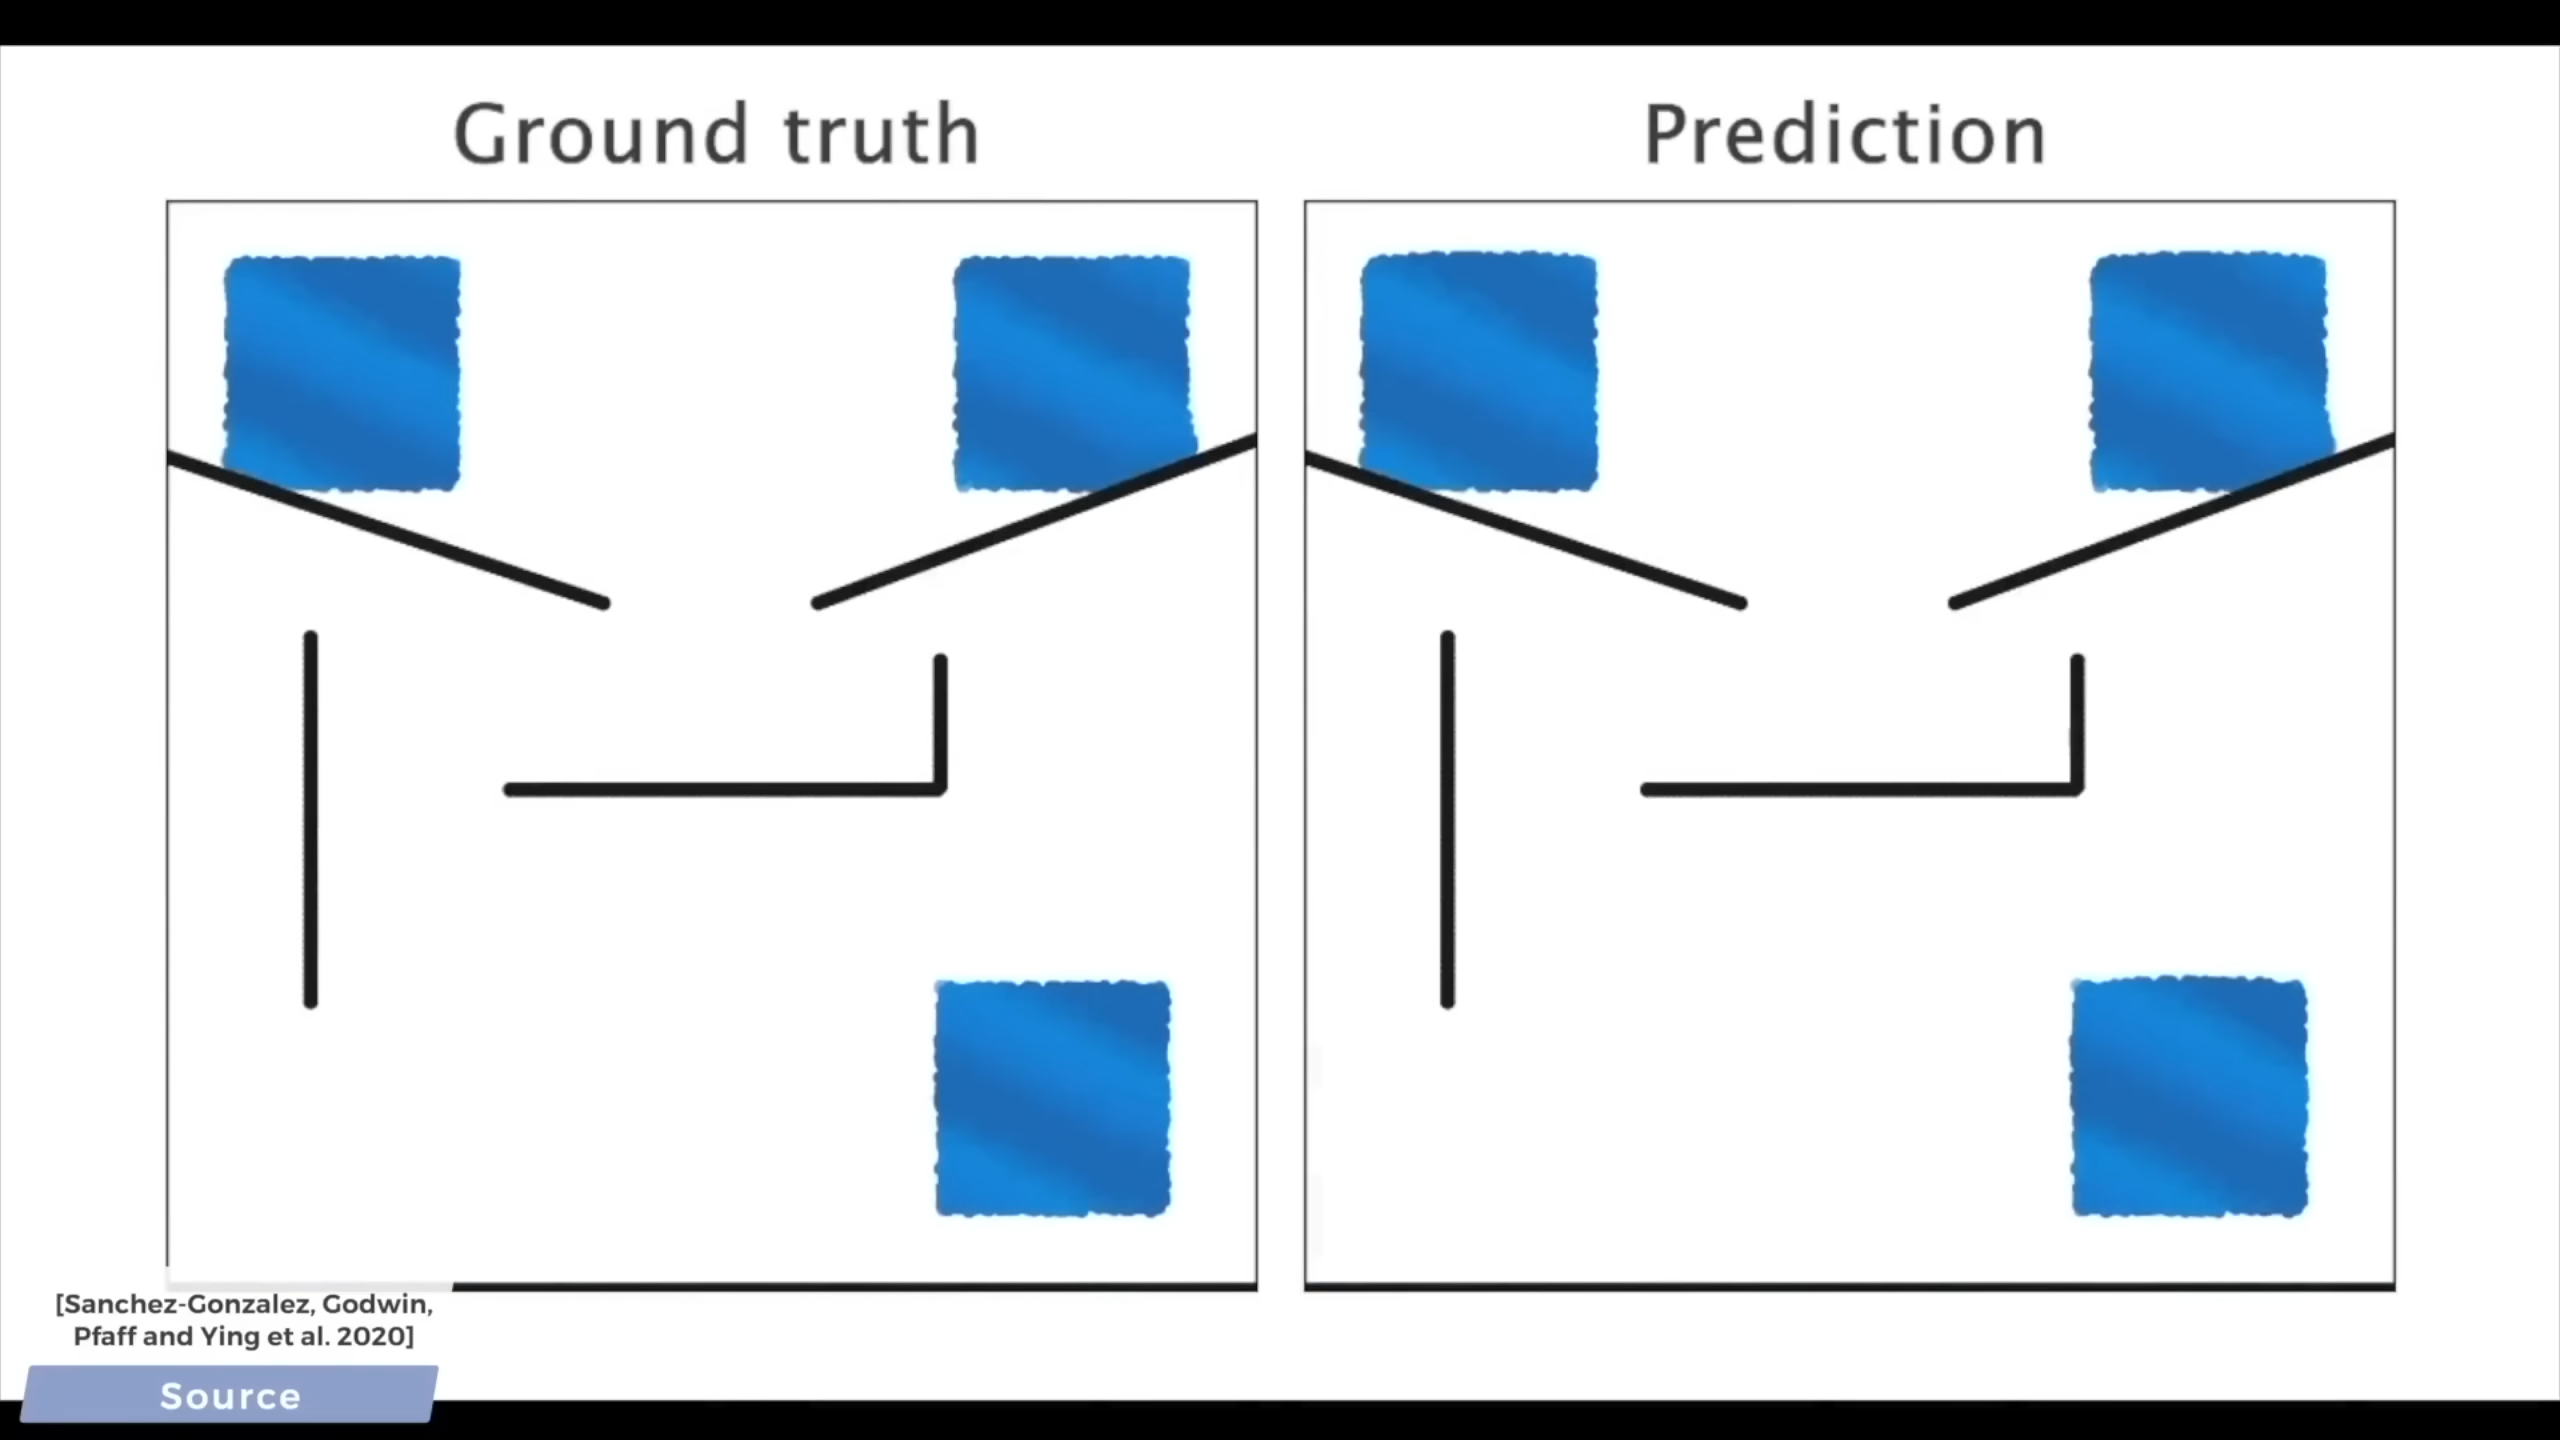 Ground truth
Prediction
[Sanchez-Gonzalez, Godwin,
Pfaff and Ying et al. 2020]
Source